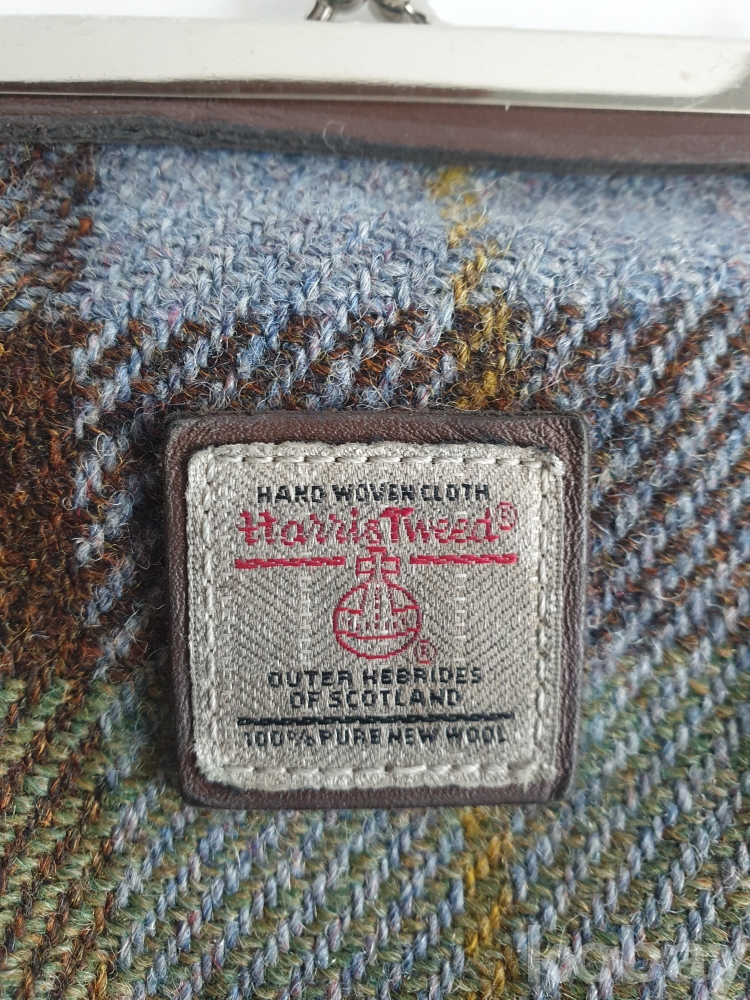 HAND WOVEN CLOTH
Harris Tweed®
®
OUTER HEBRIDES
OF SCOTLAND
100% PURE NEW WOOL